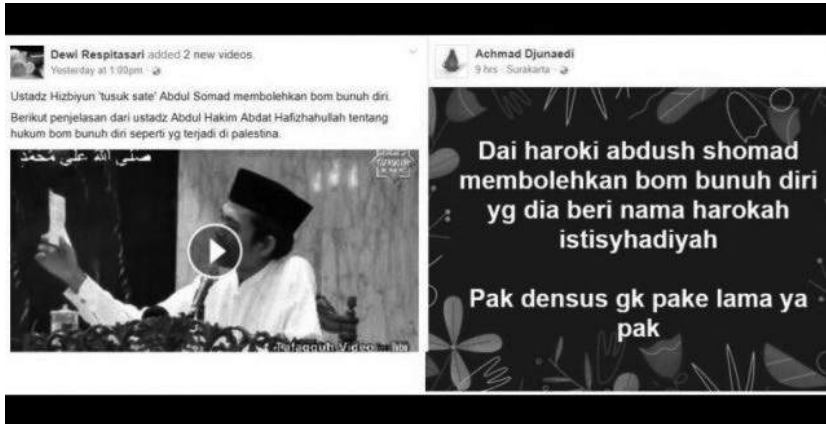 Dewi Respitasari added 2 new videos.
Yesterday at 1:00pm
Ustadz Hizbiyun 'tusuk sate' Abdul Somad membolehkan bom bunuh diri.
Berikut penjelasan dari ustadz Abdul Hakim Abdat Hafizhahullah tentang
hukum bom bunuh diri seperti yg terjadi di palestina.
صلى الله على محمد
Tafaqquh Video
Achmad Djunaedi
9 hrs · Surakarta
Dai haroki abdush shomad
membolehkan bom bunuh diri
yg dia beri nama harokah
istisyhadiyah
Pak densus gk pake lama ya
pak